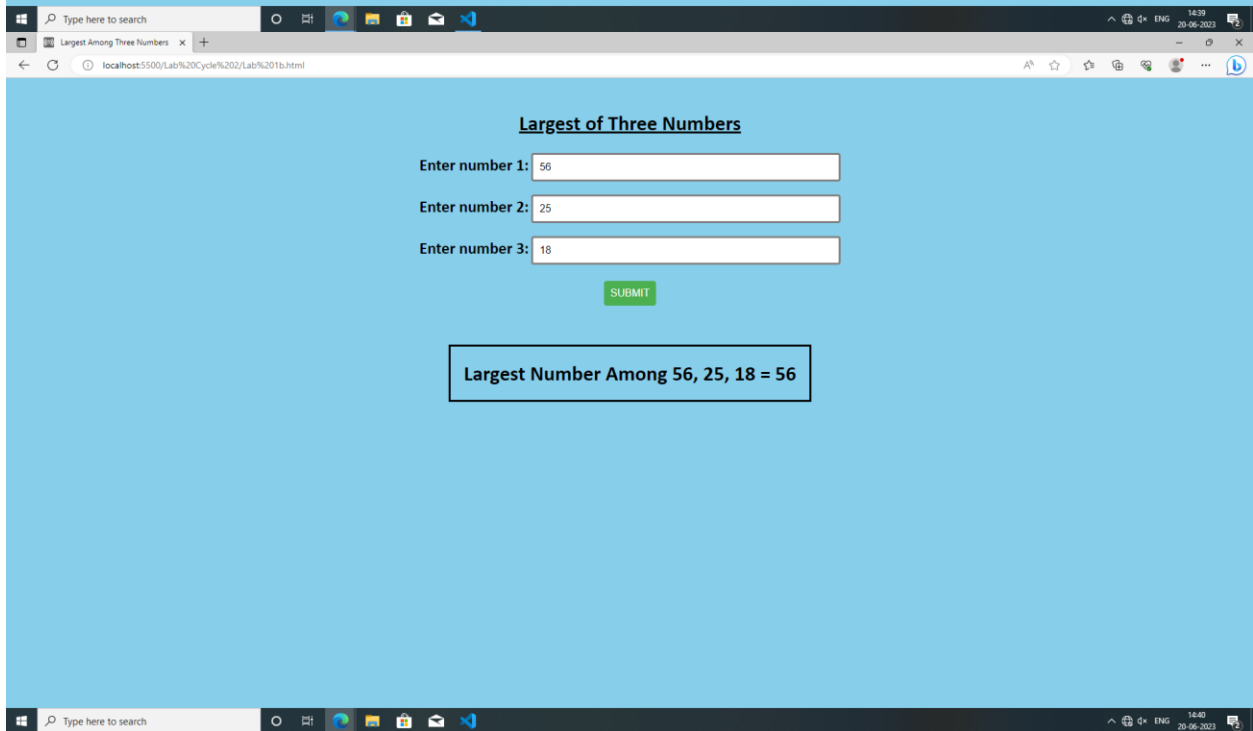 Type here to search
ENG
14:39
20-06-2023
2
Largest Among Three Numbers
localhost:5500/Lab%20Cycle%202/Lab%201b.html
Largest of Three Numbers
Enter number 1: 56
Enter number 2: 25
Enter number 3: 18
SUBMIT
Largest Number Among 56, 25, 18 = 56
Type here to search
ENG
14:40
20-06-2023
2